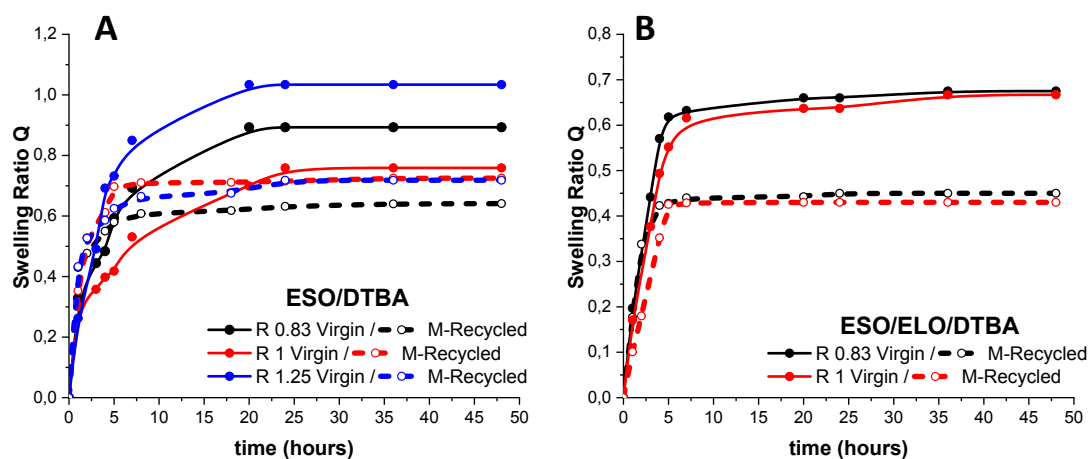 A
Swelling Ratio Q
1,2
1,0
0,8
0,6
0,4
0,2
0,0
ESO/DTBA
R 0.83 Virgin / M-Recycled
R 1 Virgin / M-Recycled
R 1.25 Virgin / M-Recycled
0 5 10 15 20 25 30 35 40 45 50
time (hours)
B
Swelling Ratio Q
0,8
0,7
0,6
0,5
0,4
0,3
0,2
0,1
0,0
ESO/ELO/DTBA
R 0.83 Virgin / M-Recycled
R 1 Virgin / M-Recycled
0 5 10 15 20 25 30 35 40 45 50
time (hours)